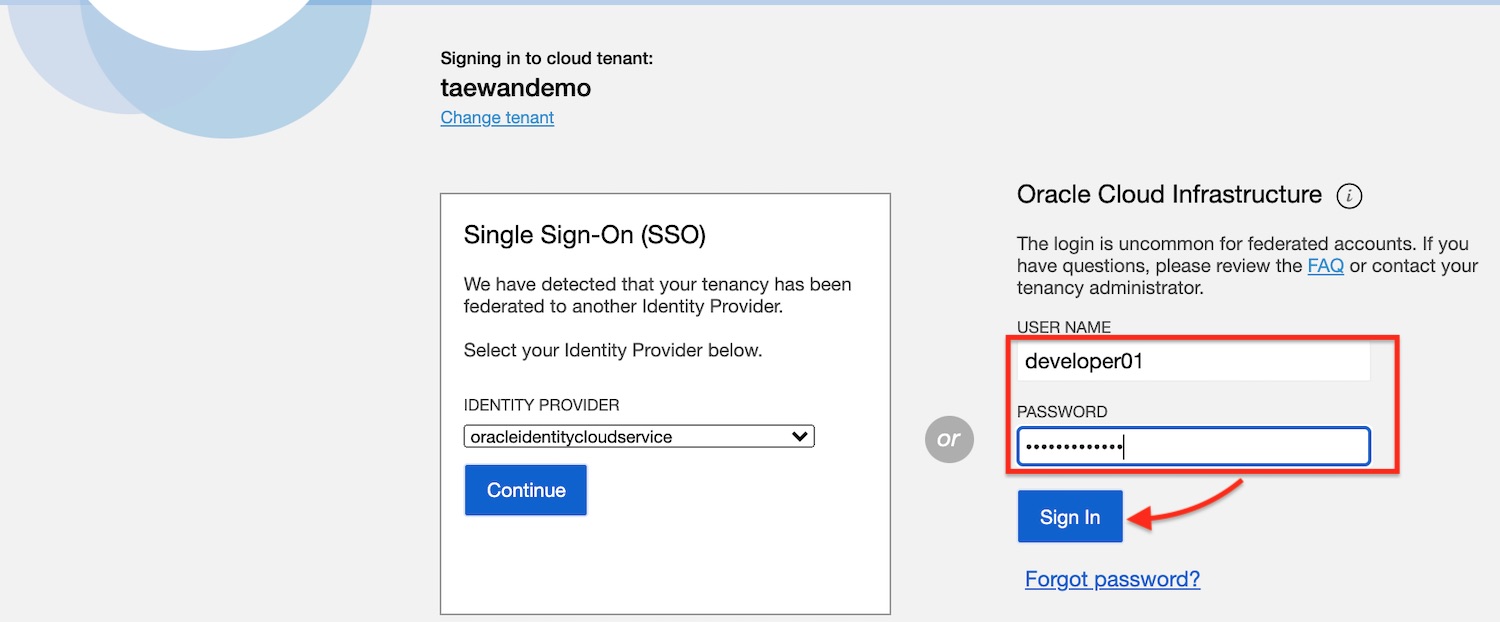 Signing in to cloud tenant:
taewandemo
Change tenant
Single Sign-On (SSO)
We have detected that your tenancy has been
federated to another Identity Provider.
Select your Identity Provider below.
IDENTITY PROVIDER
oracleidentitycloudservice
Continue
or
Oracle Cloud Infrastructure i
The login is uncommon for federated accounts. If you
have questions, please review the FAQ or contact your
tenancy administrator.
USER NAME
developer01
PASSWORD
•••••••••••••
Sign In
Forgot password?